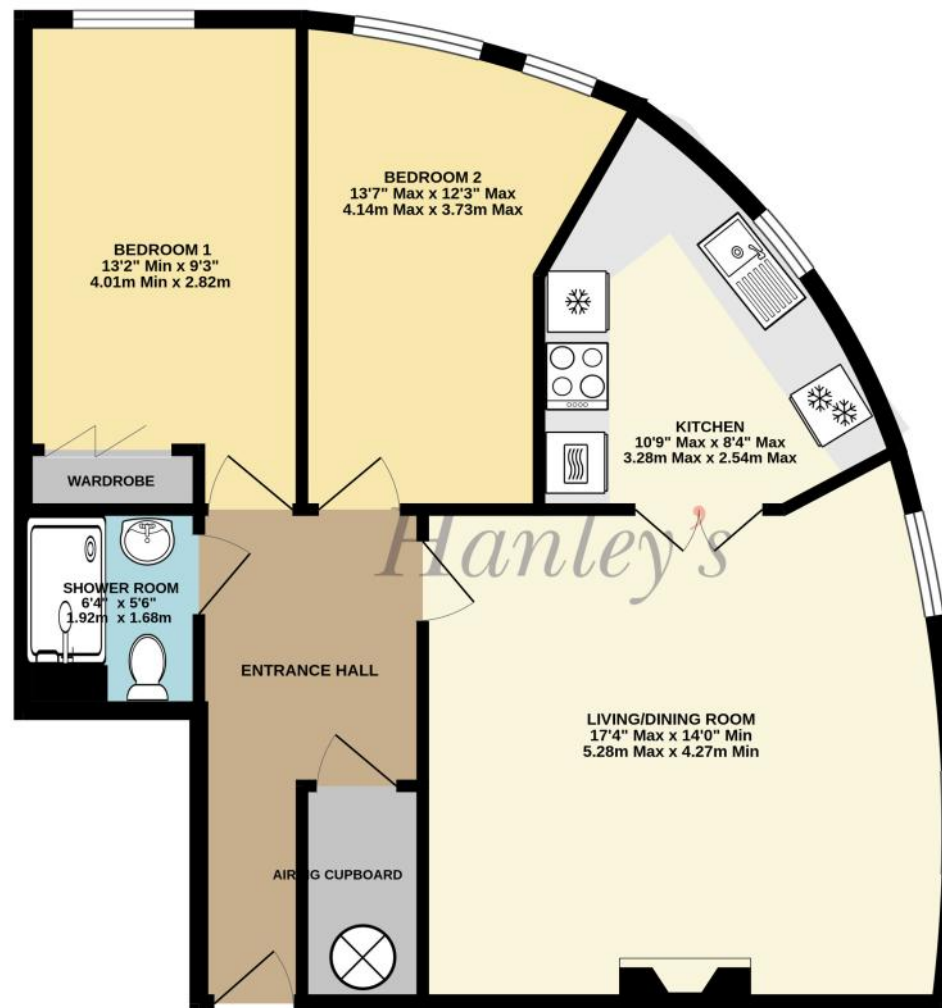 BEDROOM 1
13'2" Min x 9'3"
4.01m Min x 2.82m
BEDROOM 2
13'7" Max x 12'3" Max
4.14m Max x 3.73m Max
KITCHEN
10'9" Max x 8'4" Max
3.28m Max x 2.54m Max
WARDROBE
Hanley's
SHOWER ROOM
6'4" x 5'6"
1.92m x 1.68m
ENTRANCE HALL
LIVING/DINING ROOM
17'4" Max x 14'0" Min
5.28m Max x 4.27m Min
AIRING CUPBOARD